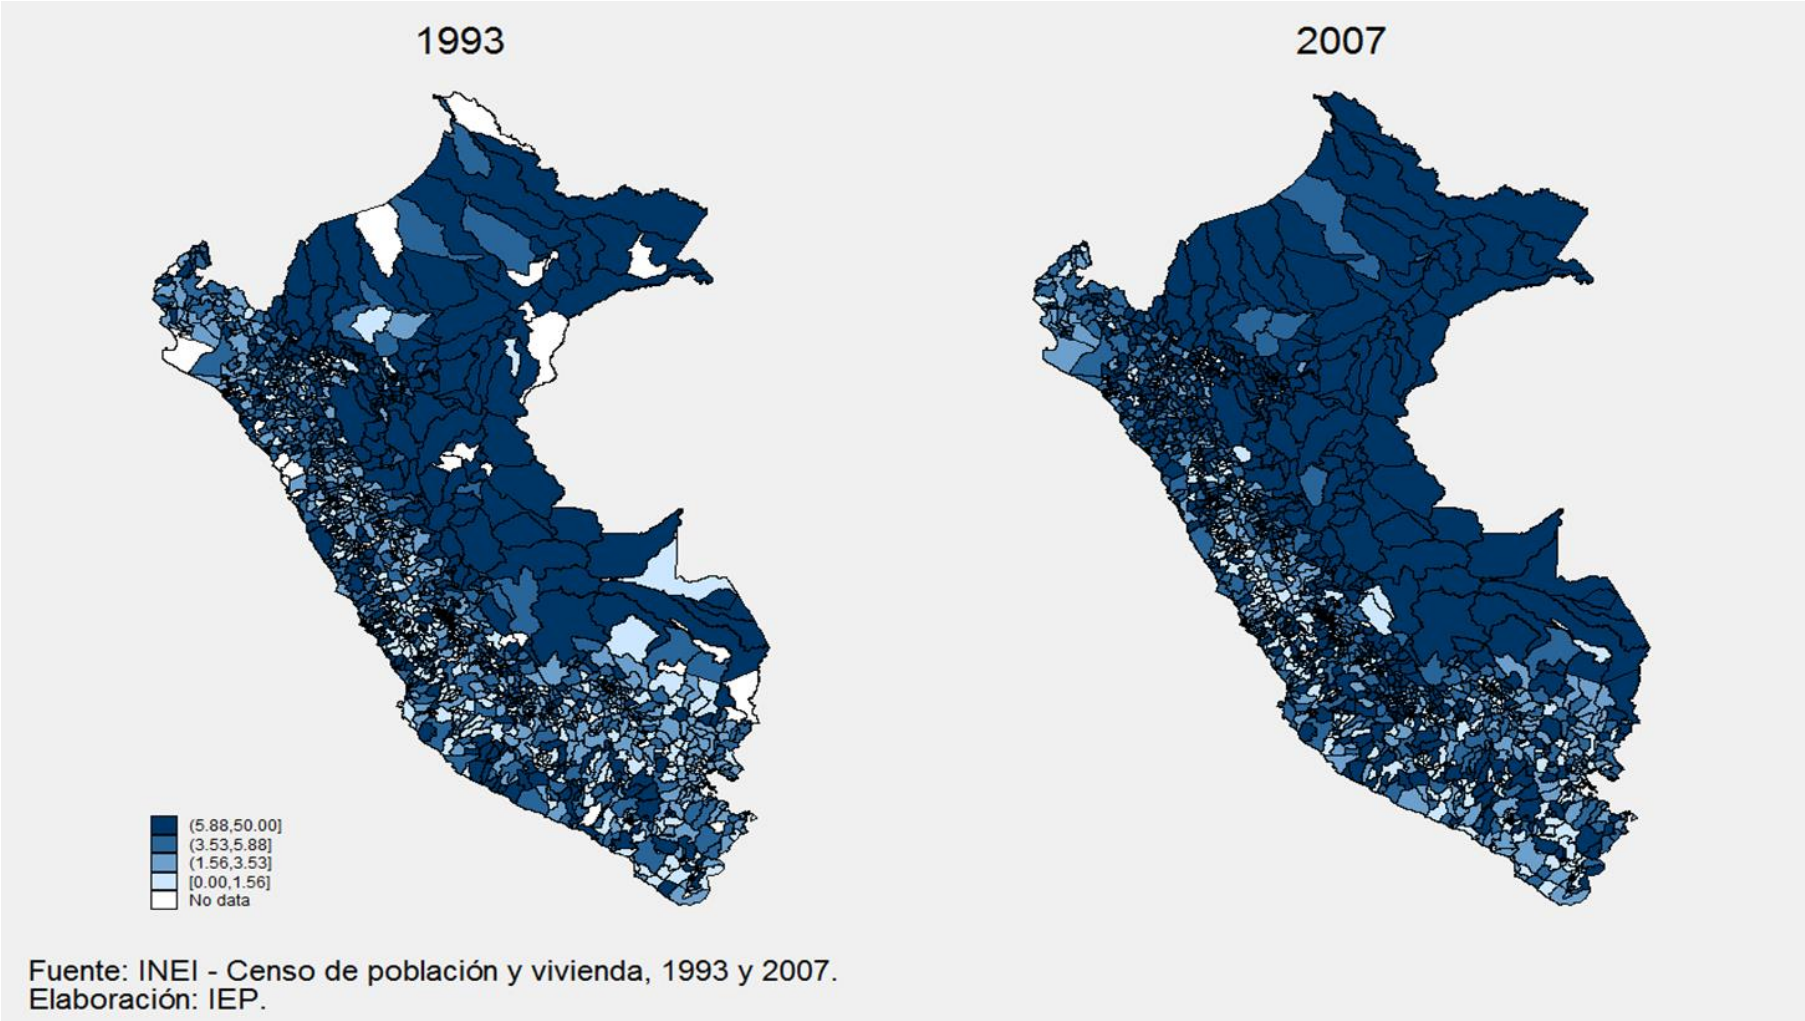 1993
2007
(5.88,50.00]
(3.53,5.88]
(1.56,3.53]
[0.00,1.56]
No data
Fuente: INEI - Censo de población y vivienda, 1993 y 2007.
Elaboración: IEP.